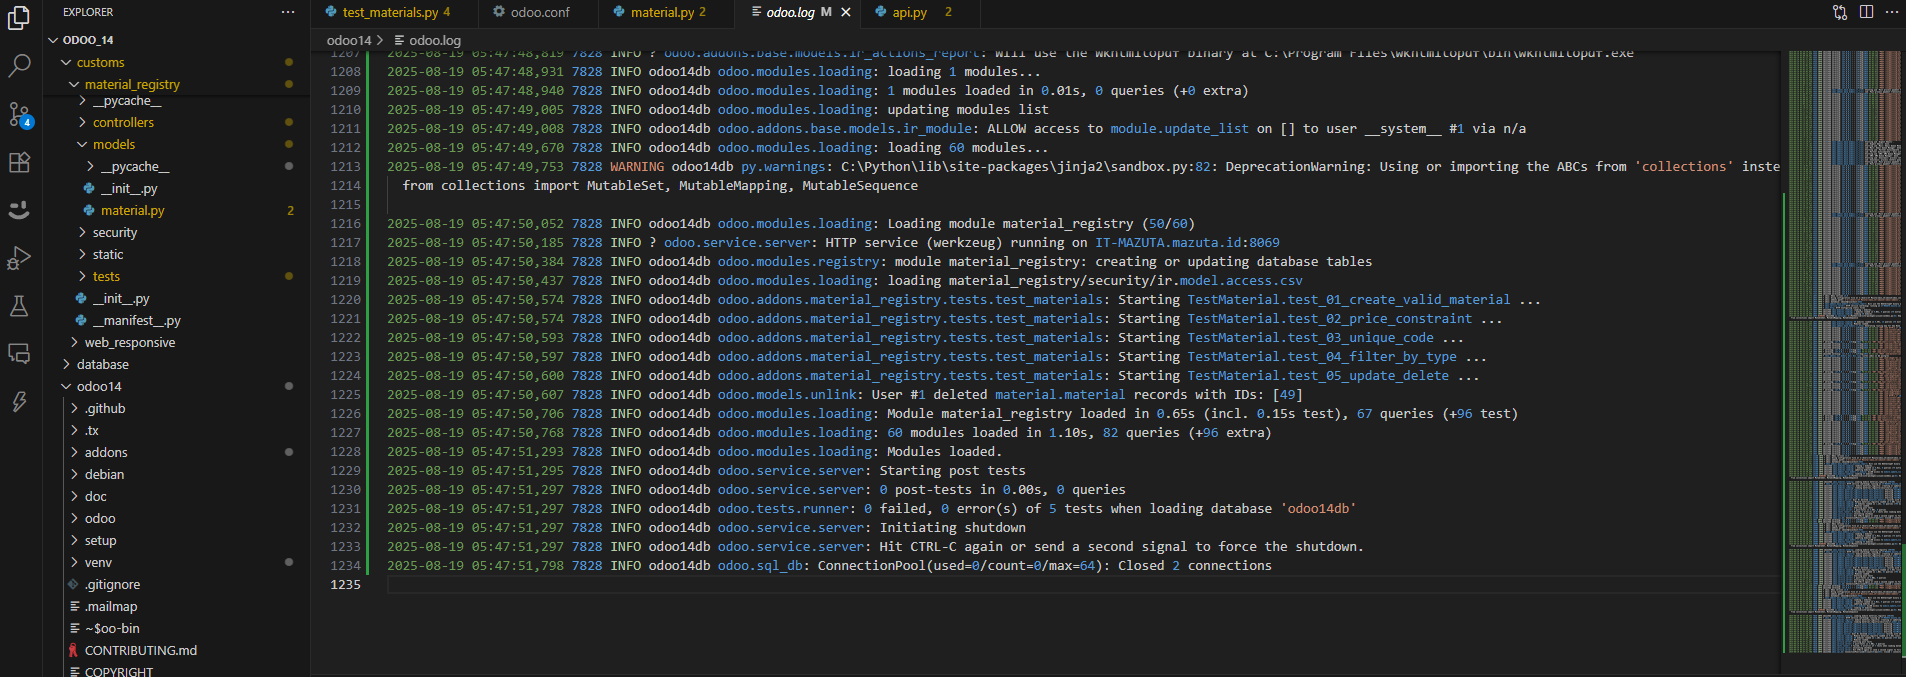 EXPLORER
ODOO_14
customs
material_registry
__pycache__
controllers
models
__pycache__
__init__.py
material.py 2
security
static
tests
__init__.py
__manifest__.py
web_responsive
database
odoo14
.github
.tx
addons
debian
doc
odoo
setup
venv
.gitignore
.mailmap
~$oo-bin
CONTRIBUTING.md
COPYRIGHT
4
test_materials.py 4
odoo.conf
material.py 2
odoo.log M
api.py 2
odoo14 > odoo.log
1207 2025-08-19 05:47:48,819 7828 INFO ? odoo.addons.base.models.ir_actions_report: Will use the Wkhtmltopdf binary at C:\Program Files\wkhtmltopdf\bin\wkhtmltopdf.exe
1208 2025-08-19 05:47:48,931 7828 INFO odoo14db odoo.modules.loading: loading 1 modules...
1209 2025-08-19 05:47:48,940 7828 INFO odoo14db odoo.modules.loading: 1 modules loaded in 0.01s, 0 queries (+0 extra)
1210 2025-08-19 05:47:49,005 7828 INFO odoo14db odoo.modules.loading: updating modules list
1211 2025-08-19 05:47:49,008 7828 INFO odoo14db odoo.addons.base.models.ir_module: ALLOW access to module.update_list on [] to user __system__ #1 via n/a
1212 2025-08-19 05:47:49,670 7828 INFO odoo14db odoo.modules.loading: loading 60 modules...
1213 2025-08-19 05:47:49,753 7828 WARNING odoo14db py.warnings: C:\Python\lib\site-packages\jinja2\sandbox.py:82: DeprecationWarning: Using or importing the ABCs from 'collections' inste
1214 from collections import MutableSet, MutableMapping, MutableSequence
1215
1216 2025-08-19 05:47:50,052 7828 INFO odoo14db odoo.modules.loading: Loading module material_registry (50/60)
1217 2025-08-19 05:47:50,185 7828 INFO ? odoo.service.server: HTTP service (werkzeug) running on IT-MAZUTA.mazuta.id:8069
1218 2025-08-19 05:47:50,384 7828 INFO odoo14db odoo.modules.registry: module material_registry: creating or updating database tables
1219 2025-08-19 05:47:50,437 7828 INFO odoo14db odoo.modules.loading: loading material_registry/security/ir.model.access.csv
1220 2025-08-19 05:47:50,574 7828 INFO odoo14db odoo.addons.material_registry.tests.test_materials: Starting TestMaterial.test_01_create_valid_material ...
1221 2025-08-19 05:47:50,574 7828 INFO odoo14db odoo.addons.material_registry.tests.test_materials: Starting TestMaterial.test_02_price_constraint ...
1222 2025-08-19 05:47:50,593 7828 INFO odoo14db odoo.addons.material_registry.tests.test_materials: Starting TestMaterial.test_03_unique_code ...
1223 2025-08-19 05:47:50,597 7828 INFO odoo14db odoo.addons.material_registry.tests.test_materials: Starting TestMaterial.test_04_filter_by_type ...
1224 2025-08-19 05:47:50,600 7828 INFO odoo14db odoo.addons.material_registry.tests.test_materials: Starting TestMaterial.test_05_update_delete ...
1225 2025-08-19 05:47:50,607 7828 INFO odoo14db odoo.models.unlink: User #1 deleted material.material records with IDs: [49]
1226 2025-08-19 05:47:50,706 7828 INFO odoo14db odoo.modules.loading: Module material_registry loaded in 0.65s (incl. 0.15s test), 67 queries (+96 test)
1227 2025-08-19 05:47:50,768 7828 INFO odoo14db odoo.modules.loading: 60 modules loaded in 1.10s, 82 queries (+96 extra)
1228 2025-08-19 05:47:51,293 7828 INFO odoo14db odoo.modules.loading: Modules loaded.
1229 2025-08-19 05:47:51,295 7828 INFO odoo14db odoo.service.server: Starting post tests
1230 2025-08-19 05:47:51,297 7828 INFO odoo14db odoo.service.server: 0 post-tests in 0.00s, 0 queries
1231 2025-08-19 05:47:51,297 7828 INFO odoo14db odoo.tests.runner: 0 failed, 0 error(s) of 5 tests when loading database 'odoo14db'
1232 2025-08-19 05:47:51,297 7828 INFO odoo14db odoo.service.server: Initiating shutdown
1233 2025-08-19 05:47:51,297 7828 INFO odoo14db odoo.service.server: Hit CTRL-C again or send a second signal to force the shutdown.
1234 2025-08-19 05:47:51,798 7828 INFO odoo14db odoo.sql_db: ConnectionPool(used=0/count=0/max=64): Closed 2 connections
1235